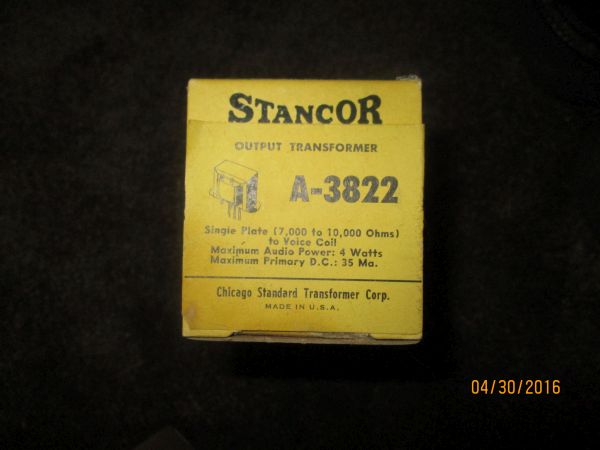 STANCOR
OUTPUT TRANSFORMER
A-3822
Single Plate (7,000 to 10,000 Ohms)
to Voice Coil
Maximum Audio Power: 4 Watts
Maximum Primary D.C.: 35 Ma.
Chicago Standard Transformer Corp.
MADE IN U.S.A.
04/30/2016